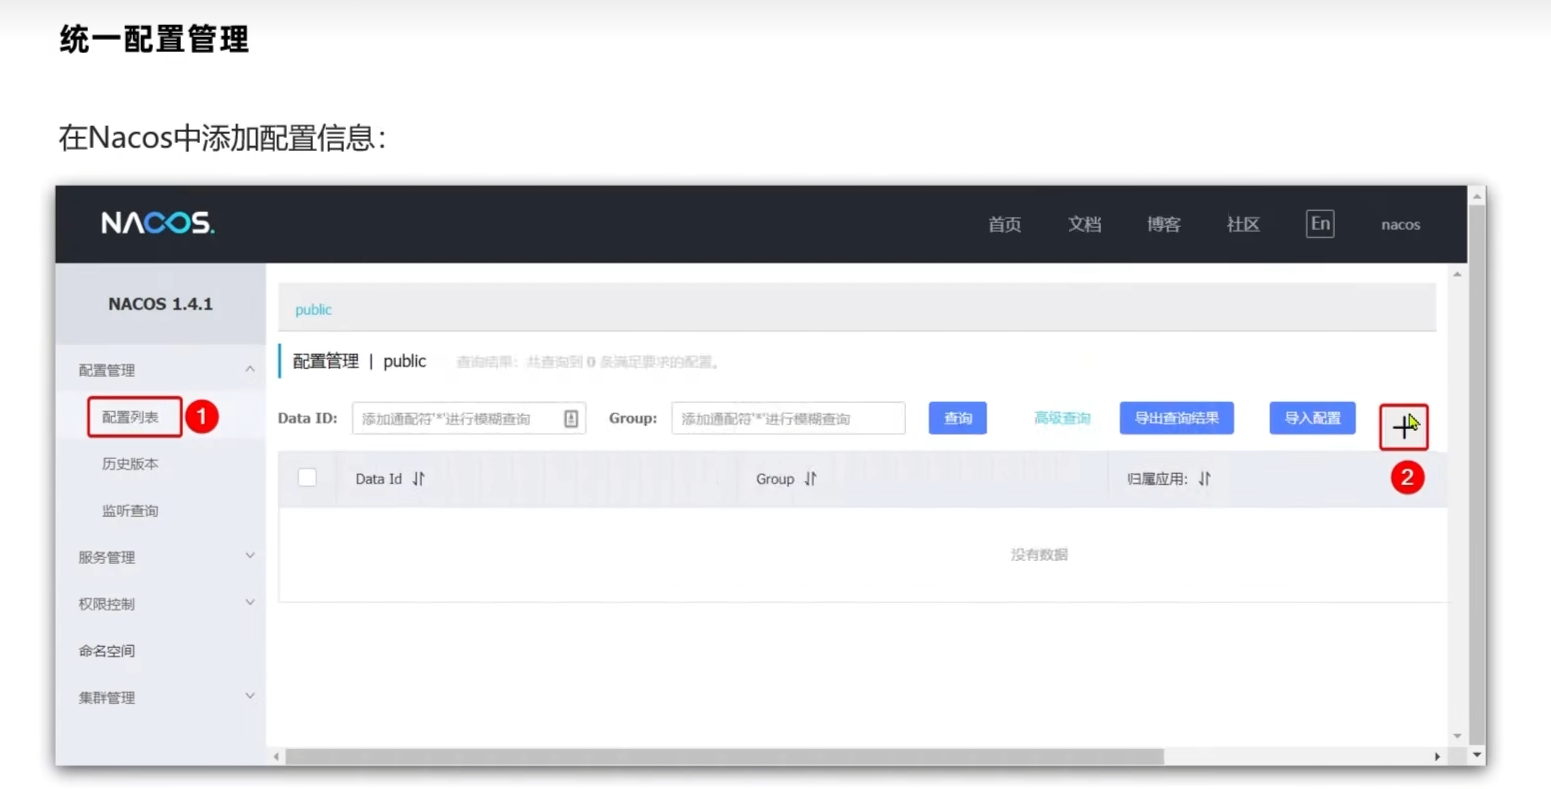 统一配置管理
在Nacos中添加配置信息：
NACOS.
首页 文档 博客 社区 En nacos
NACOS 1.4.1
public
配置管理
配置管理 | public 查询结果：共查询到 0 条满足要求的配置。
配置列表 1
Data ID: 添加通配符'*'进行模糊查询 Group: 添加通配符'*'进行模糊查询 查询 高级查询 导出查询结果 导入配置 +
2
Data Id Group 归属应用:
历史版本
监听查询
没有数据
服务管理
权限控制
命名空间
集群管理